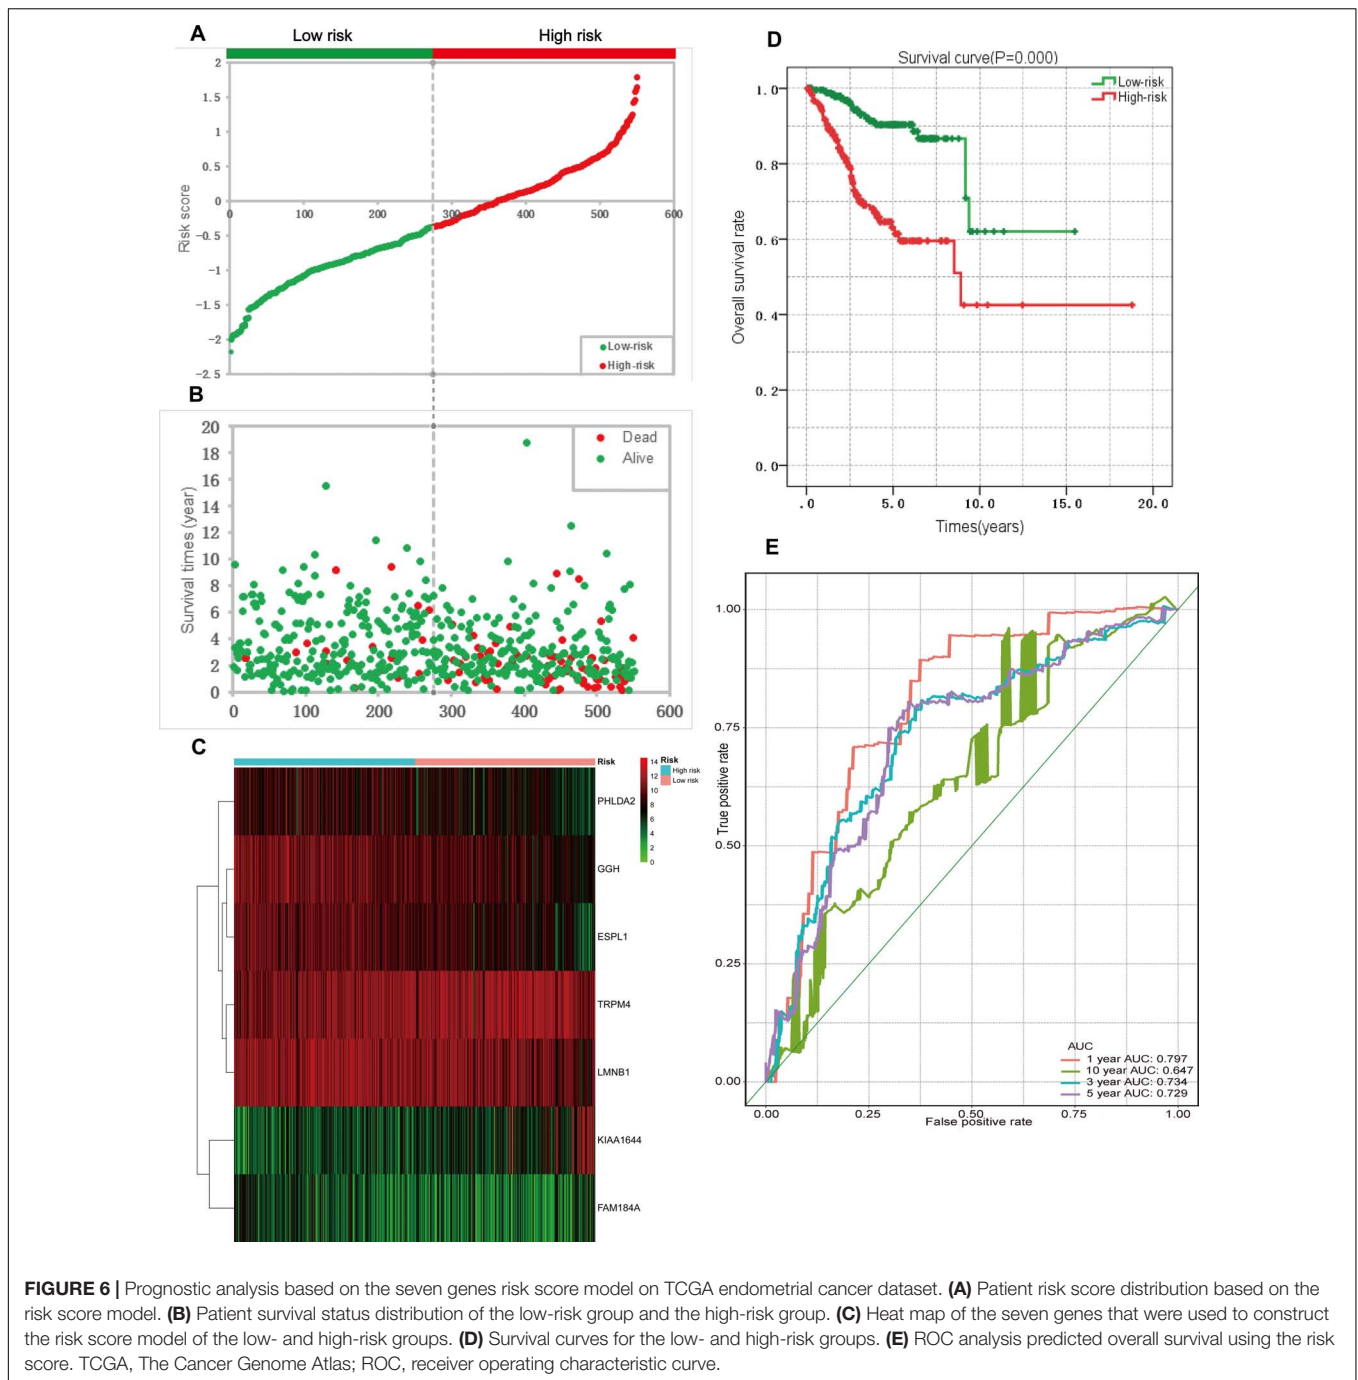 A
Low risk
High risk
2
1.5
1
0.5
0
-0.5
-1
-1.5
-2
-2.5
Risk score
0
100
200
300
400
500
600
Low-risk
High-risk
B
20
18
16
14
12
10
8
6
4
2
0
Survival times (year)
Dead
Alive
0
100
200
300
400
500
600
C
Risk
14
12
10
8
6
4
2
0
Risk
High risk
Low risk
PHLDA2
GGH
ESPL1
TRPM4
LMNB1
KIAA1644
FAM184A
D
Survival curve(P=0.000)
Low-risk
High-risk
1.0
0.8
0.6
0.4
0.2
0.0
Overall survival rate
.0
5.0
10.0
15.0
20.0
Times(years)
E
1.00
0.75
0.50
0.25
0.00
True positive rate
AUC
1 year AUC: 0.797
10 year AUC: 0.647
3 year AUC: 0.734
5 year AUC: 0.729
0.00
0.25
0.50
0.75
1.00
False positive rate
FIGURE 6 | Prognostic analysis based on the seven genes risk score model on TCGA endometrial cancer dataset. (A) Patient risk score distribution based on the
risk score model. (B) Patient survival status distribution of the low-risk group and the high-risk group. (C) Heat map of the seven genes that were used to construct
the risk score model of the low- and high-risk groups. (D) Survival curves for the low- and high-risk groups. (E) ROC analysis predicted overall survival using the risk
score. TCGA, The Cancer Genome Atlas; ROC, receiver operating characteristic curve.